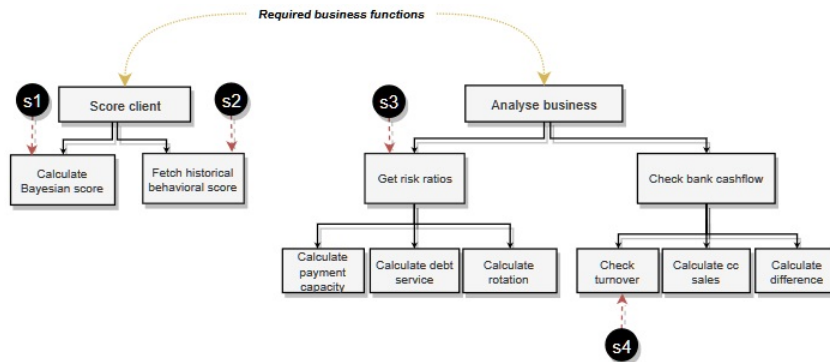 Required business functions
s1
s2
s3
Score client
Analyse business
Calculate
Bayesian score
Fetch historical
behavioral score
Get risk ratios
Check bank cashflow
Calculate
payment
capacity
Calculate debt
service
Calculate
rotation
Check
turnover
Calculate cc
sales
Calculate
difference
s4